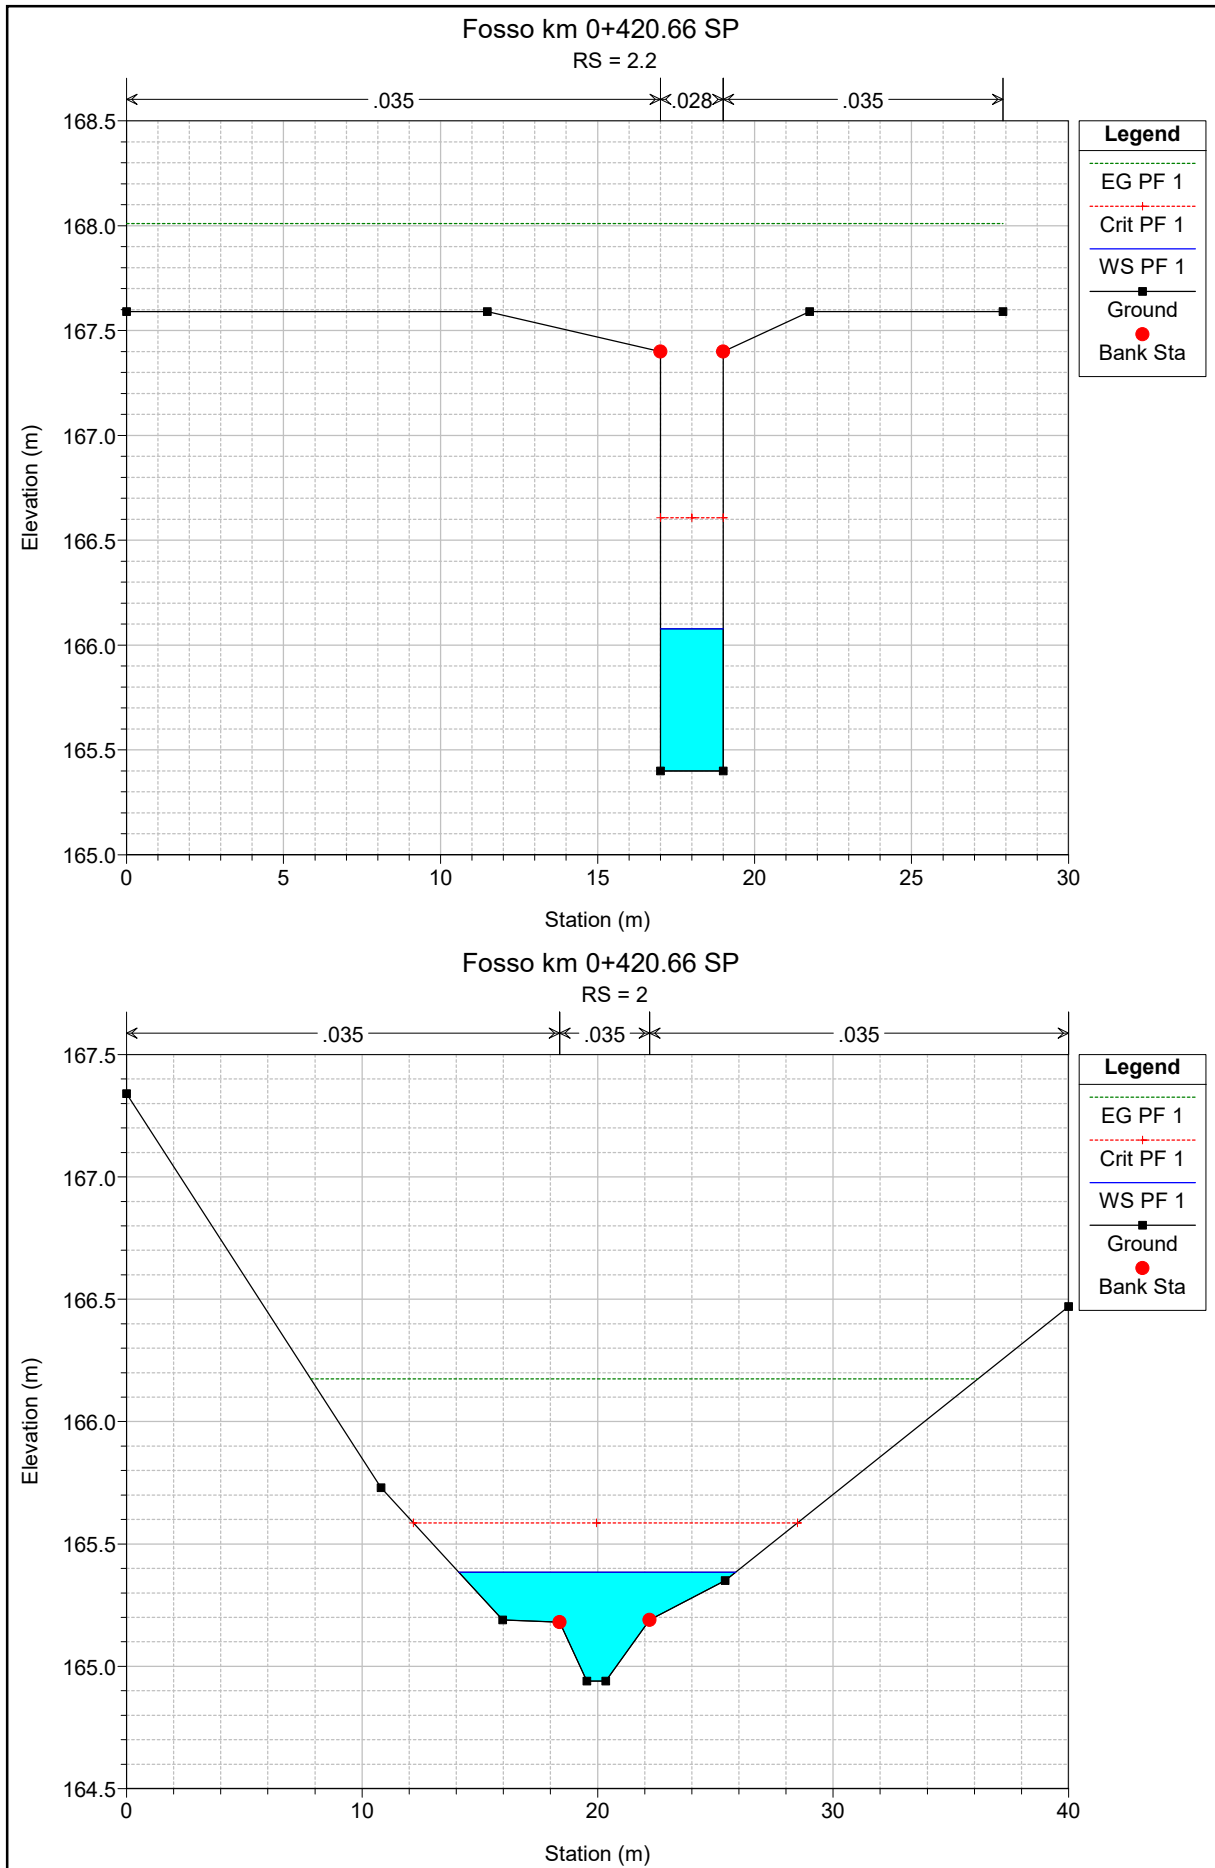 Fosso km 0+420.66 SP
RS = 2.2
.035 .028 .035
168.5
168.0
167.5
167.0
166.5
166.0
165.5
165.0
Elevation (m)
0 5 10 15 20 25 30
Station (m)
Legend
EG PF 1
Crit PF 1
WS PF 1
Ground
Bank Sta
Fosso km 0+420.66 SP
RS = 2
.035 .035 .035
167.5
167.0
166.5
166.0
165.5
165.0
164.5
Elevation (m)
0 10 20 30 40
Station (m)
Legend
EG PF 1
Crit PF 1
WS PF 1
Ground
Bank Sta